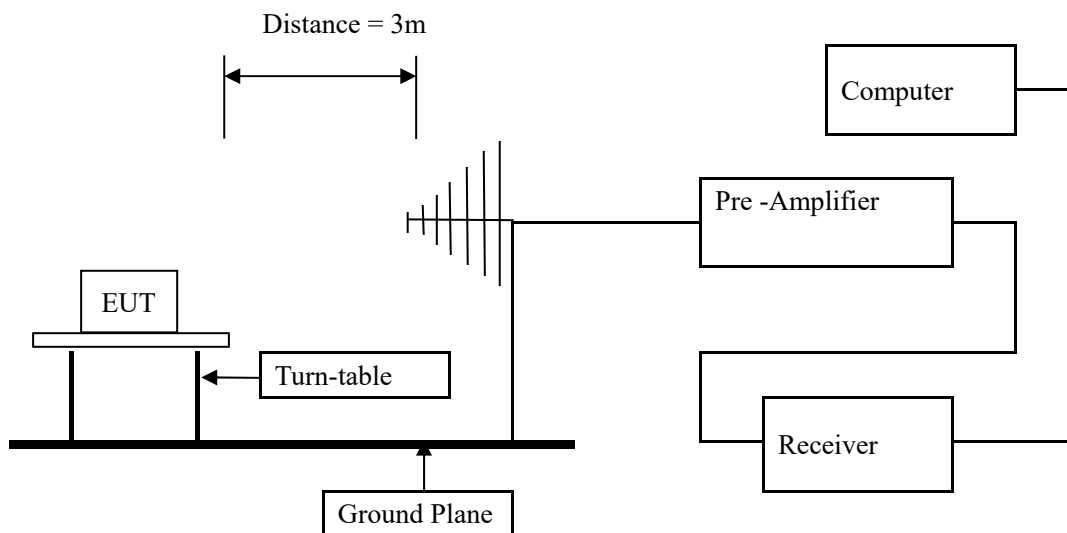 Distance = 3m
Computer
Pre -Amplifier
EUT
Turn-table
Receiver
Ground Plane